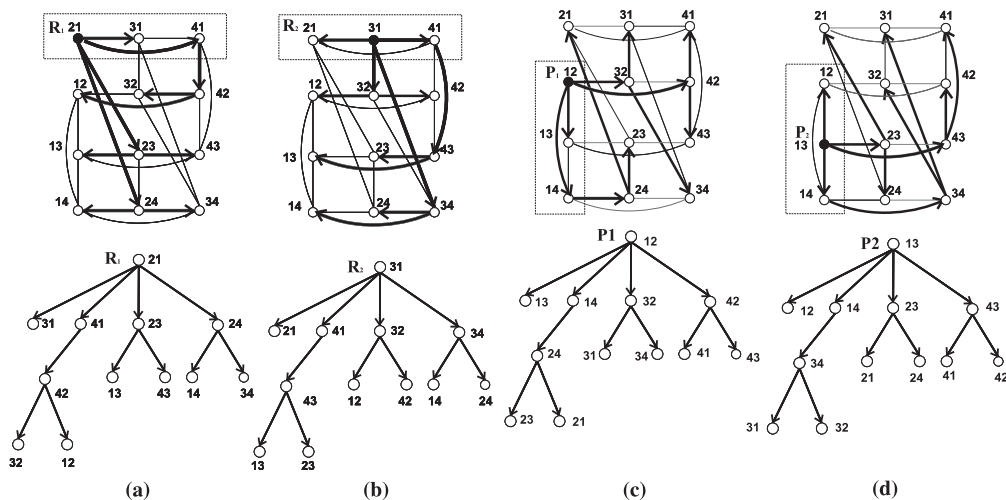 R1 21 31 41
12 32 42
13 23 43
14 24 34
R1 21
31 41 23 24
42 13 43 14 34
32 12
(a)
R2 21 31 41
12 32 42
13 23 43
14 24 34
R2 31
21 41 32 34
43 12 42 14 24
13 23
(b)
21 31 41
P1 12 32 42
13 23 43
14 24 34
P1 12
13 14 32 42
24 31 34 41 43
23 21
(c)
21 31 41
12 32 42
P2 13 23 43
14 24 34
P2 13
12 14 23 43
34 21 24 41 42
31 32
(d)